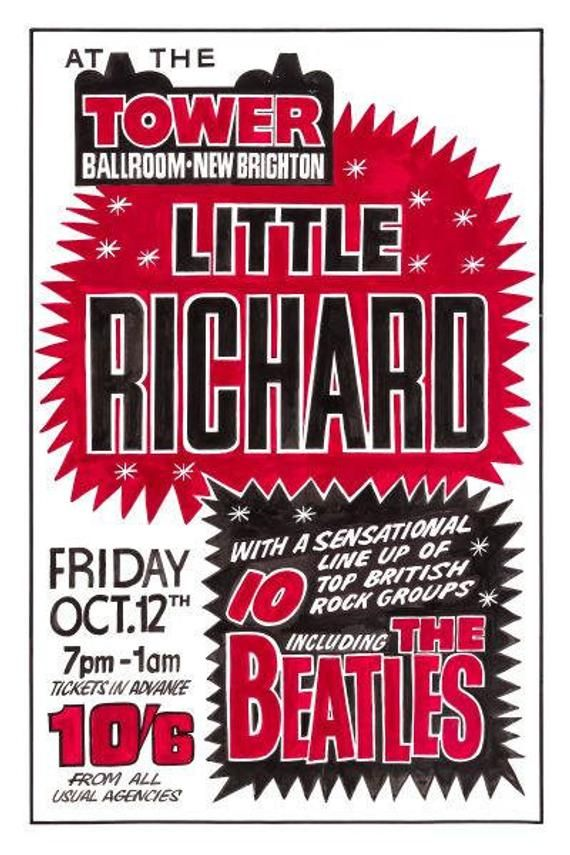 AT THE
TOWER
BALLROOM·NEW BRIGHTON
LITTLE
RICHARD
WITH A SENSATIONAL
10 LINE UP OF
TOP BRITISH
ROCK GROUPS
INCLUDING THE
BEATLES
FRIDAY
OCT.12TH
7pm-1am
TICKETS IN ADVANCE
10/6
FROM ALL
USUAL AGENCIES